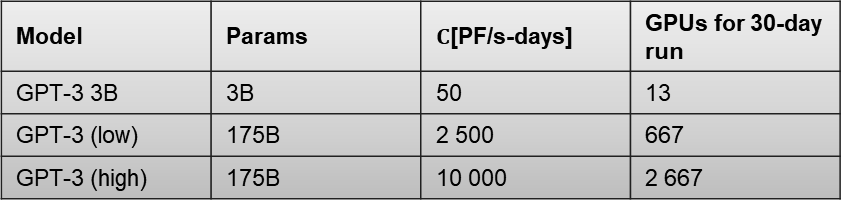 Model Params C[PF/s-days] GPUs for 30-day
run
GPT-3 3B 3B 50 13
GPT-3 (low) 175B 2 500 667
GPT-3 (high) 175B 10 000 2 667